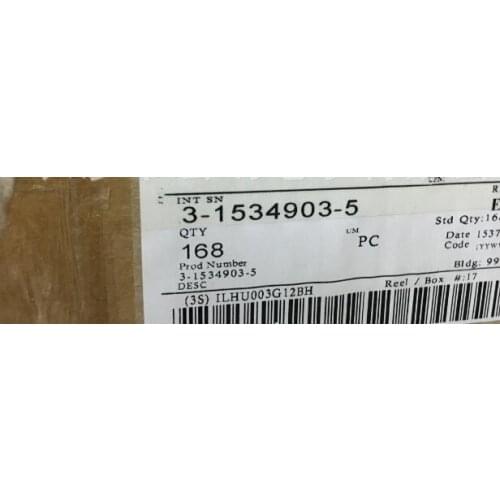 INT SN
3-1534903-5
QTY
168
UM
PC
Prod Number
3-1534903-5
DESC
Std Qty:
Date 1537
Code
Bldg: 99
Reel / Box #:17
(3S) ILHU003G12BH